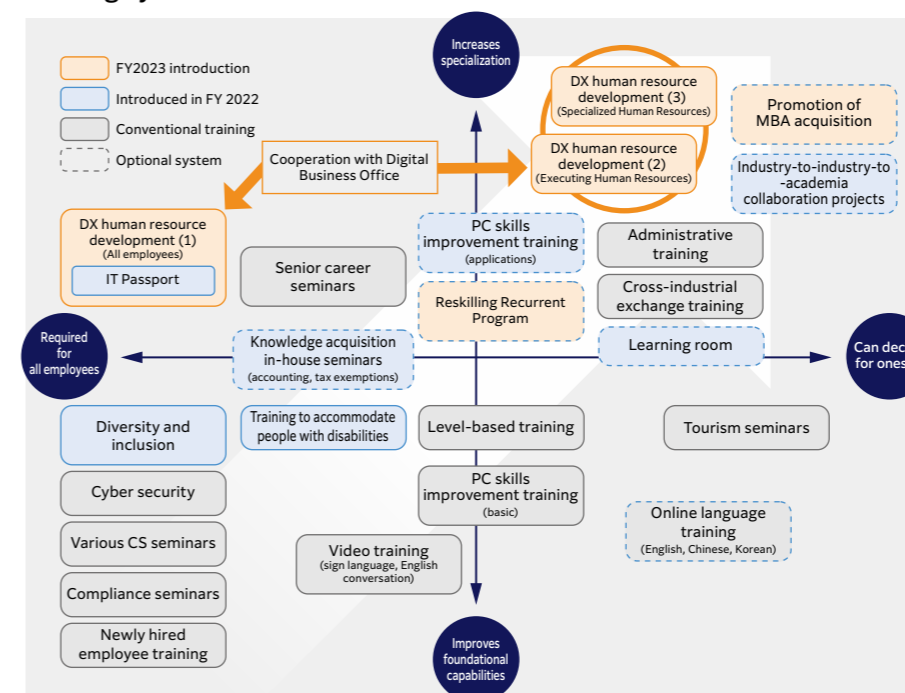 Increases
specialization
FY2023 introduction
Introduced in FY 2022
Conventional training
Optional system
Cooperation with Digital
Business Office
DX human resource
development (3)
(Specialized Human Resources)
DX human resource
development (2)
(Executing Human Resources)
Promotion of
MBA acquisition
Industry-to-industry-to
-academia
collaboration projects
DX human resource
development (1)
(All employees)
IT Passport
Senior career
seminars
PC skills
improvement training
(applications)
Administrative
training
Cross-industrial
exchange training
Reskilling Recurrent
Program
Required
for
all employees
Knowledge acquisition
in-house seminars
(accounting, tax exemptions)
Learning room
Can dec
for ones
Diversity and
inclusion
Training to accommodate
people with disabilities
Level-based training
Tourism seminars
Cyber security
PC skills
improvement training
(basic)
Various CS seminars
Video training
(sign language, English
conversation)
Online language
training
(English, Chinese, Korean)
Compliance seminars
Newly hired
employee training
Improves
foundational
capabilities